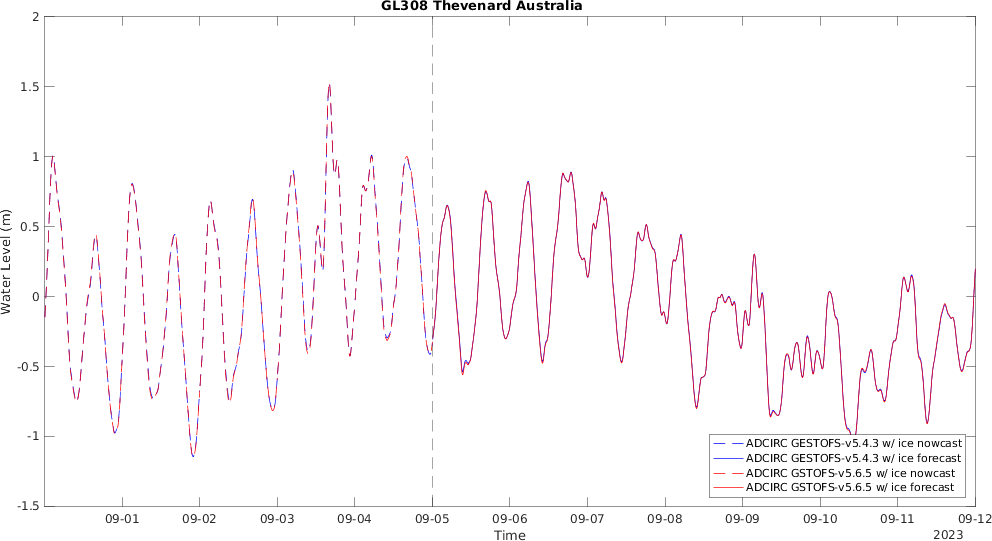 GL308 Thevenard Australia
2
1.5
1
0.5
0
-0.5
-1
-1.5
Water Level (m)
09-01 09-02 09-03 09-04 09-05 09-06 09-07 09-08 09-09 09-10 09-11 09-12
Time
2023
ADCIRC GESTOFS-v5.4.3 w/ ice nowcast
ADCIRC GESTOFS-v5.4.3 w/ ice forecast
ADCIRC GSTOFS-v5.6.5 w/ ice nowcast
ADCIRC GSTOFS-v5.6.5 w/ ice forecast